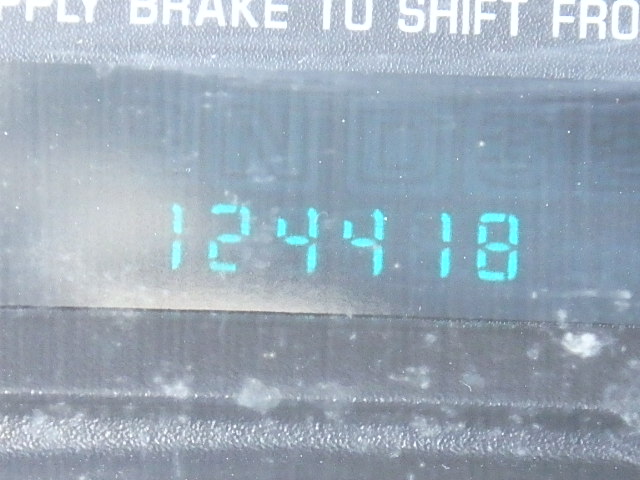 PPLY BRAKE TO SHIFT FRO
124418